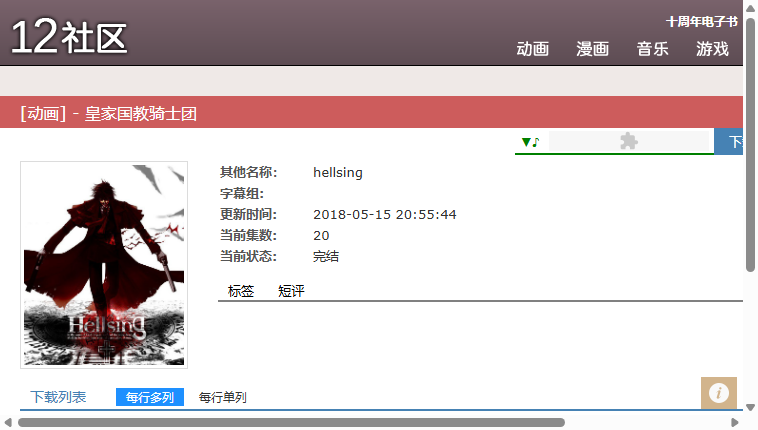 12社区
十周年电子书
动画 漫画 音乐 游戏
[动画] - 皇家国教骑士团
▼♪
其他名称: hellsing
字幕组:
更新时间: 2018-05-15 20:55:44
当前集数: 20
当前状态: 完结
标签 短评
Hellsing
下载列表 每行多列 每行单列